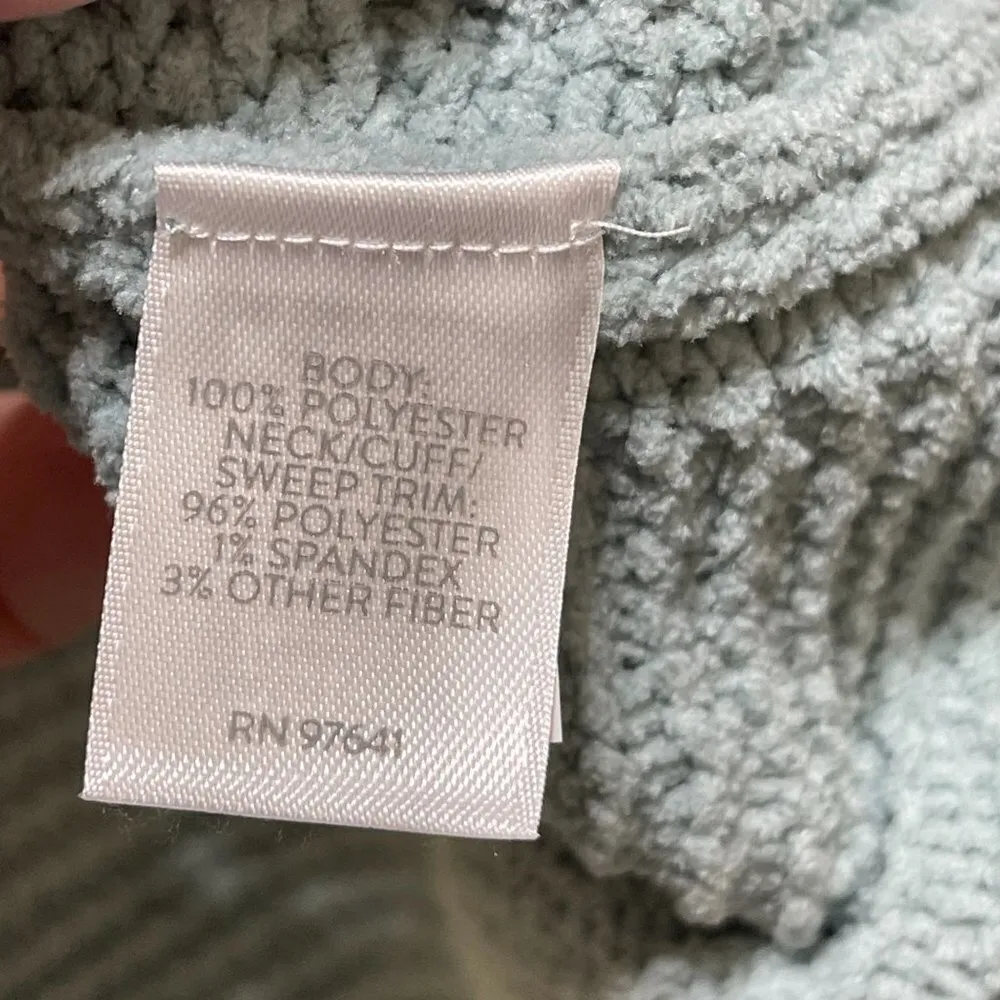 BODY:
100% POLYESTER
NECK/CUFF/
SWEEP TRIM:
96% POLYESTER
1% SPANDEX
3% OTHER FIBER
RN 97641